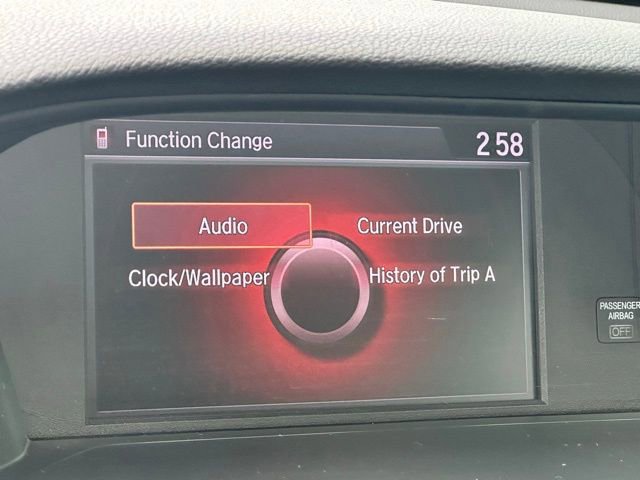 Function Change
2 58
Audio
Current Drive
Clock/Wallpaper
History of Trip A
PASSENGER
AIRBAG
OFF